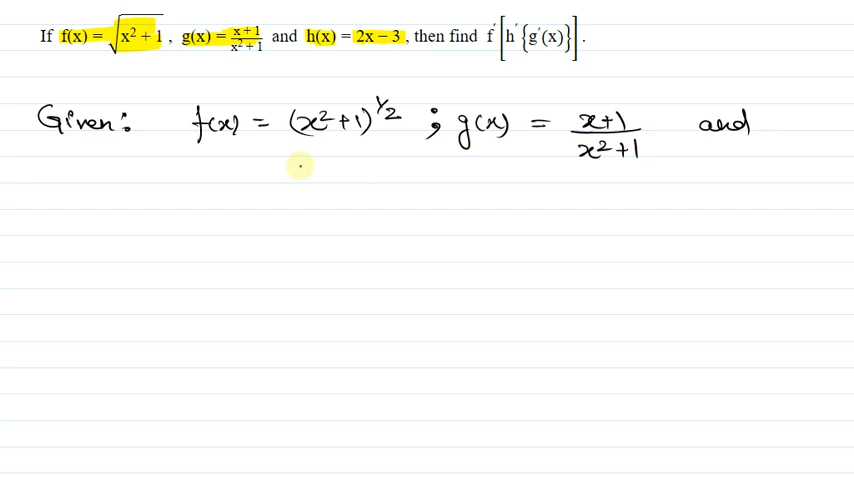 If f(x) = √(x² + 1) , g(x) = (x + 1)/(x² + 1) and h(x) = 2x − 3 , then find f′[h′{g′(x)}] .
Given: f(x) = (x²+1)^(1/2) ; g(x) = (x+1)/(x²+1) and